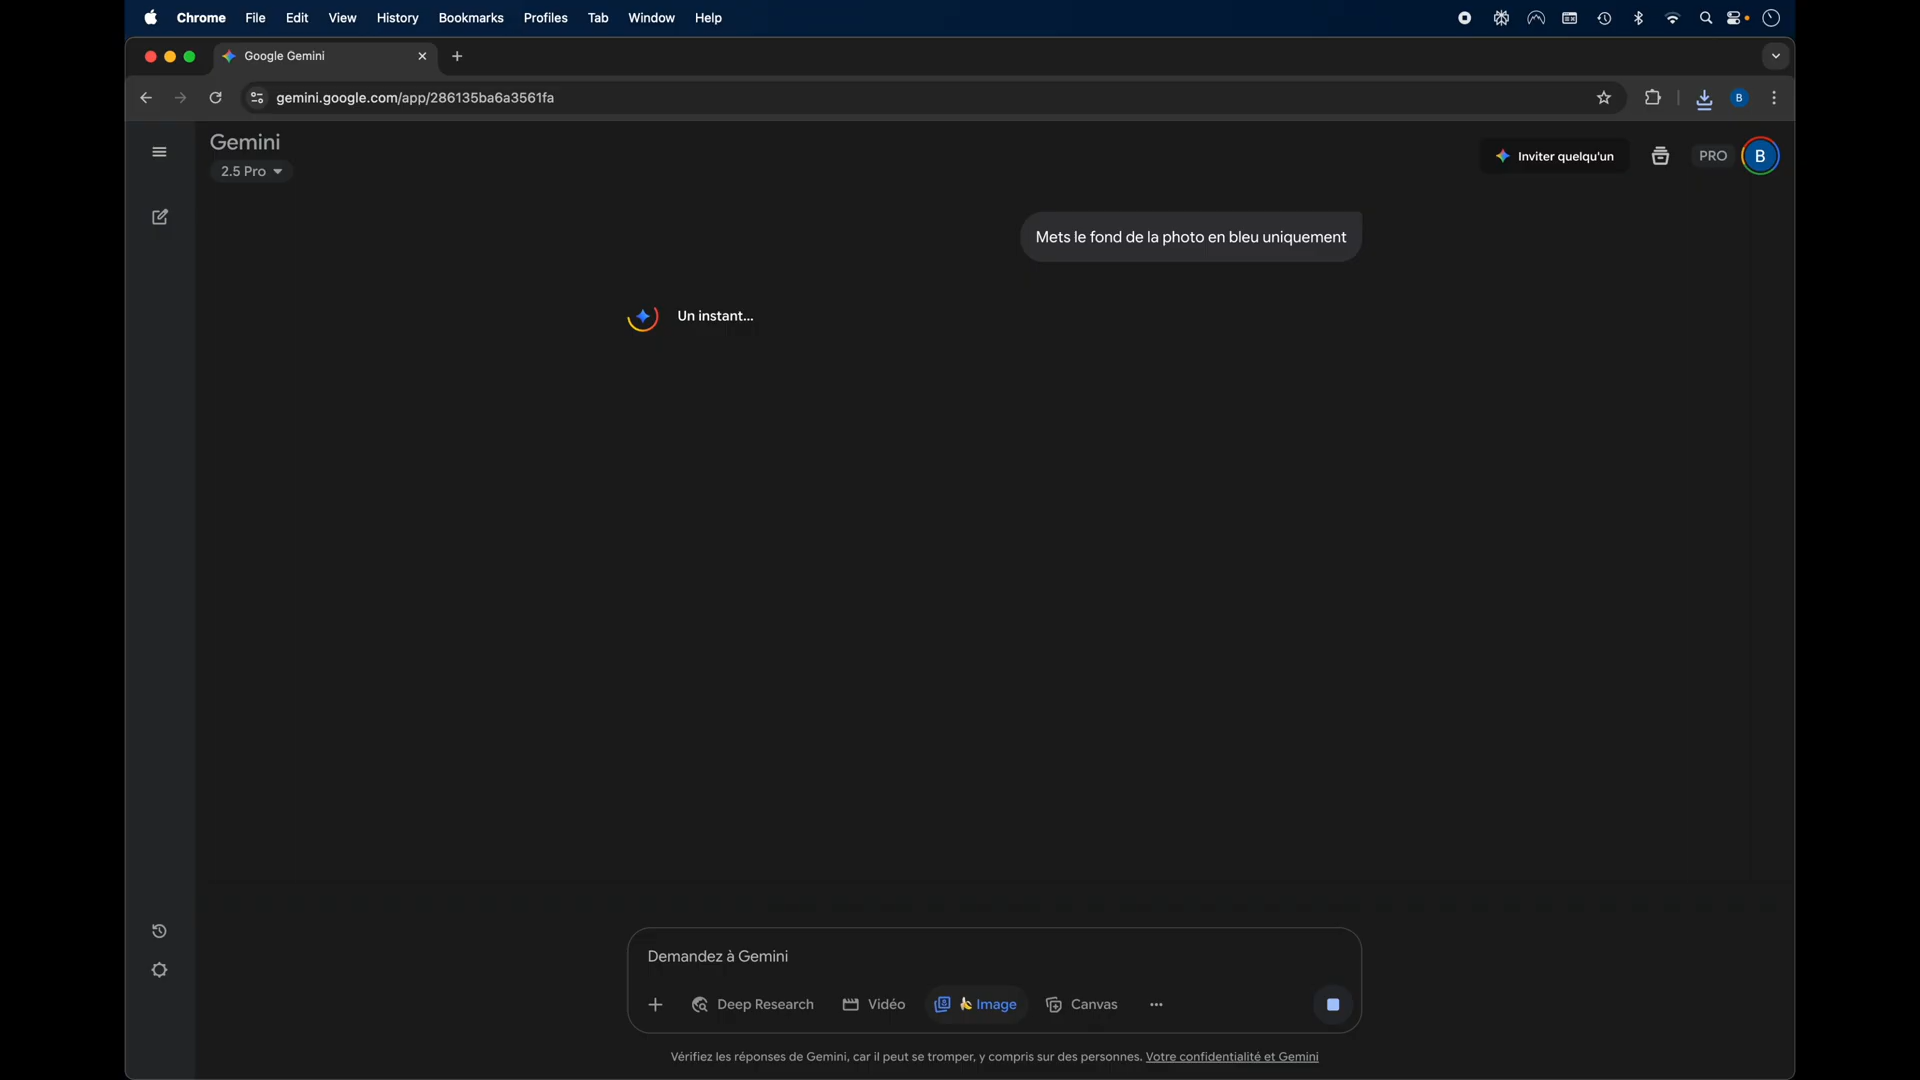 Chrome File Edit View History Bookmarks Profiles Tab Window Help
Google Gemini
gemini.google.com/app/286135ba6a3561fa
B
Gemini
2.5 Pro
Inviter quelqu'un
PRO
B
Mets le fond de la photo en bleu uniquement
Un instant...
Demandez à Gemini
Deep Research Vidéo Image Canvas
Vérifiez les réponses de Gemini, car il peut se tromper, y compris sur des personnes. Votre confidentialité et Gemini